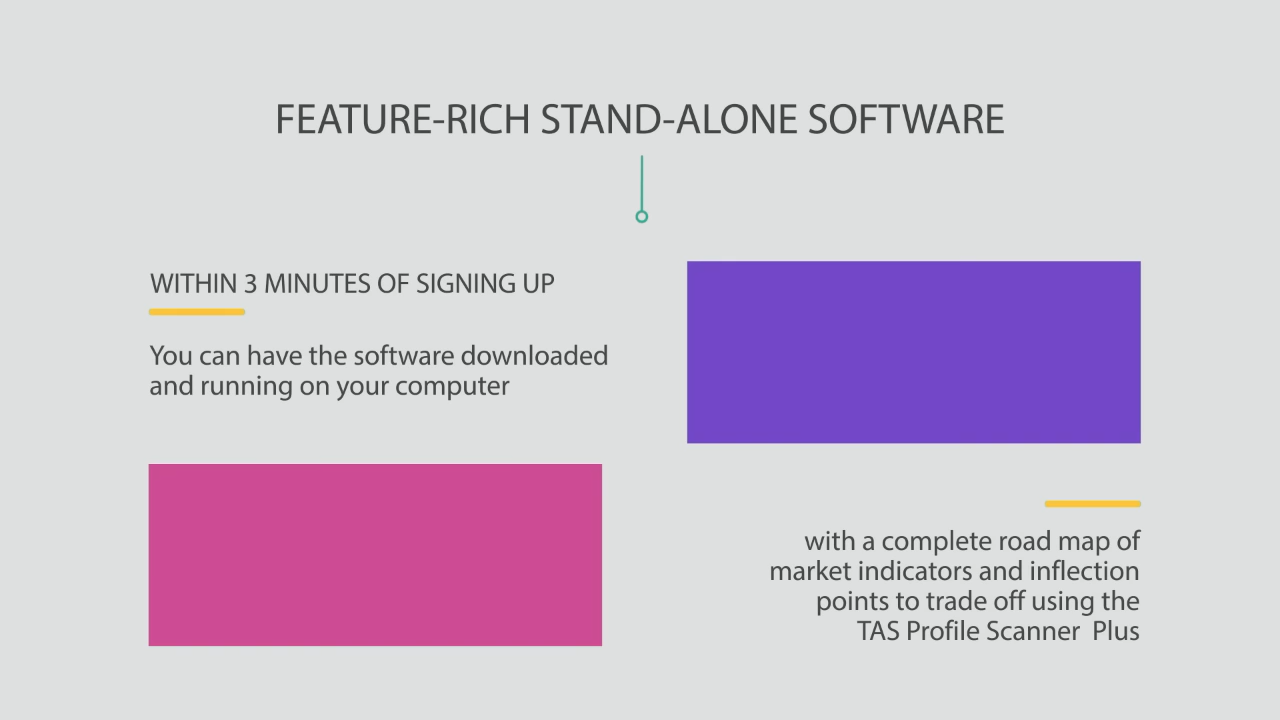 FEATURE-RICH STAND-ALONE SOFTWARE
WITHIN 3 MINUTES OF SIGNING UP
You can have the software downloaded
and running on your computer
with a complete road map of
market indicators and inflection
points to trade off using the
TAS Profile Scanner  Plus